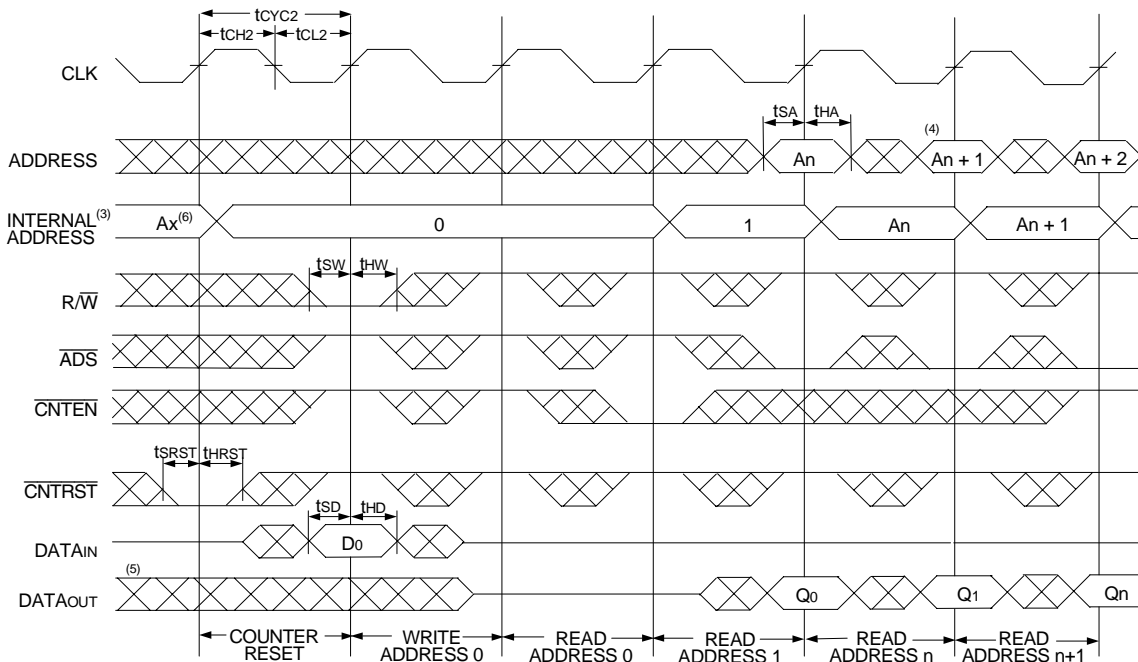 tCYC2
tCH2 tCL2
CLK
tSA tHA
(4)
ADDRESS An An + 1 An + 2
INTERNAL(3) ADDRESS Ax(6) 0 1 An An + 1
tSW tHW
R/W
ADS
CNTEN
tSRST tHRST
CNTRST
tSD tHD
DATAIN D0
(5)
DATAOUT Q0 Q1 Qn
COUNTER RESET WRITE ADDRESS 0 READ ADDRESS 0 READ ADDRESS 1 READ ADDRESS n READ ADDRESS n+1